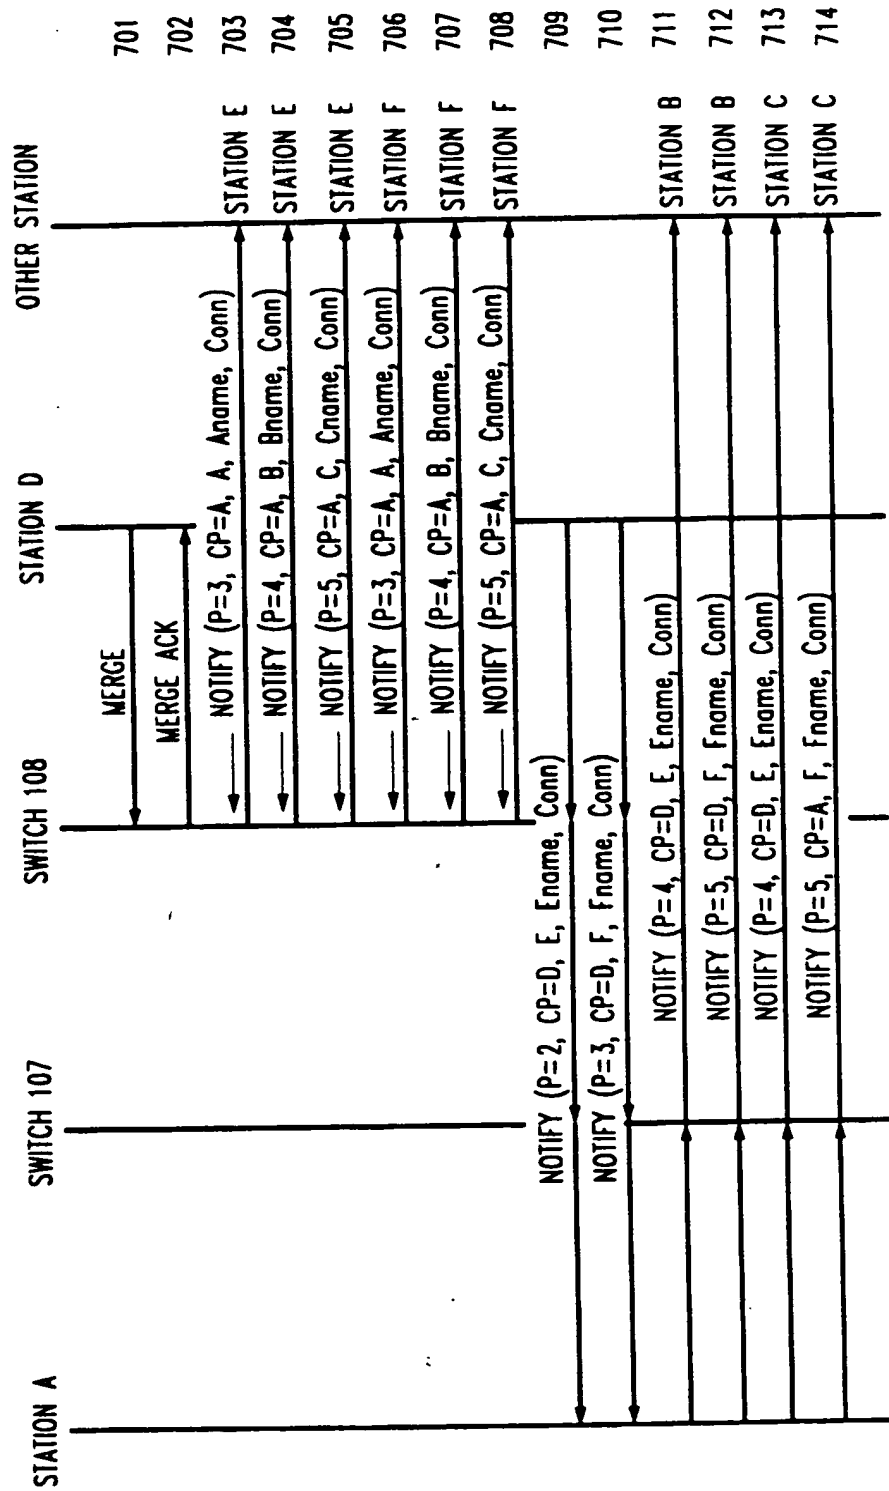 STATION A
SWITCH 107
SWITCH 108
STATION D
OTHER STATION
MERGE
701
MERGE ACK
702
NOTIFY (P=3, CP=A, A, Aname, Conn)
STATION E
703
NOTIFY (P=4, CP=A, B, Bname, Conn)
STATION E
704
NOTIFY (P=5, CP=A, C, Cname, Conn)
STATION E
705
NOTIFY (P=3, CP=A, A, Aname, Conn)
STATION F
706
NOTIFY (P=4, CP=A, B, Bname, Conn)
STATION F
707
NOTIFY (P=5, CP=A, C, Cname, Conn)
STATION F
708
NOTIFY (P=2, CP=D, E, Ename, Conn)
709
NOTIFY (P=3, CP=D, F, Fname, Conn)
710
NOTIFY (P=4, CP=D, E, Ename, Conn)
STATION B
711
NOTIFY (P=5, CP=D, F, Fname, Conn)
STATION B
712
NOTIFY (P=4, CP=D, E, Ename, Conn)
STATION C
713
NOTIFY (P=5, CP=A, F, Fname, Conn)
STATION C
714